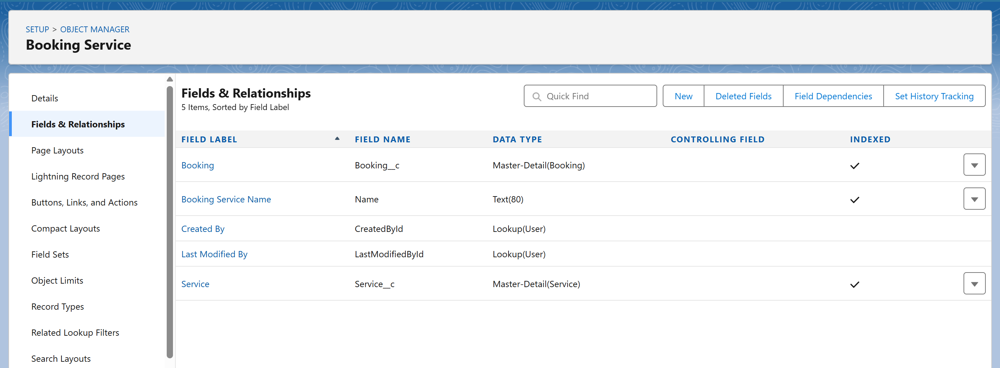 SETUP > OBJECT MANAGER
Booking Service
Details
Fields & Relationships
Page Layouts
Lightning Record Pages
Buttons, Links, and Actions
Compact Layouts
Field Sets
Object Limits
Record Types
Related Lookup Filters
Search Layouts
Fields & Relationships
5 Items, Sorted by Field Label
Quick Find
New
Deleted Fields
Field Dependencies
Set History Tracking
FIELD LABEL FIELD NAME DATA TYPE CONTROLLING FIELD INDEXED
Booking Booking__c Master-Detail(Booking)
Booking Service Name Name Text(80)
Created By CreatedById Lookup(User)
Last Modified By LastModifiedById Lookup(User)
Service Service__c Master-Detail(Service)